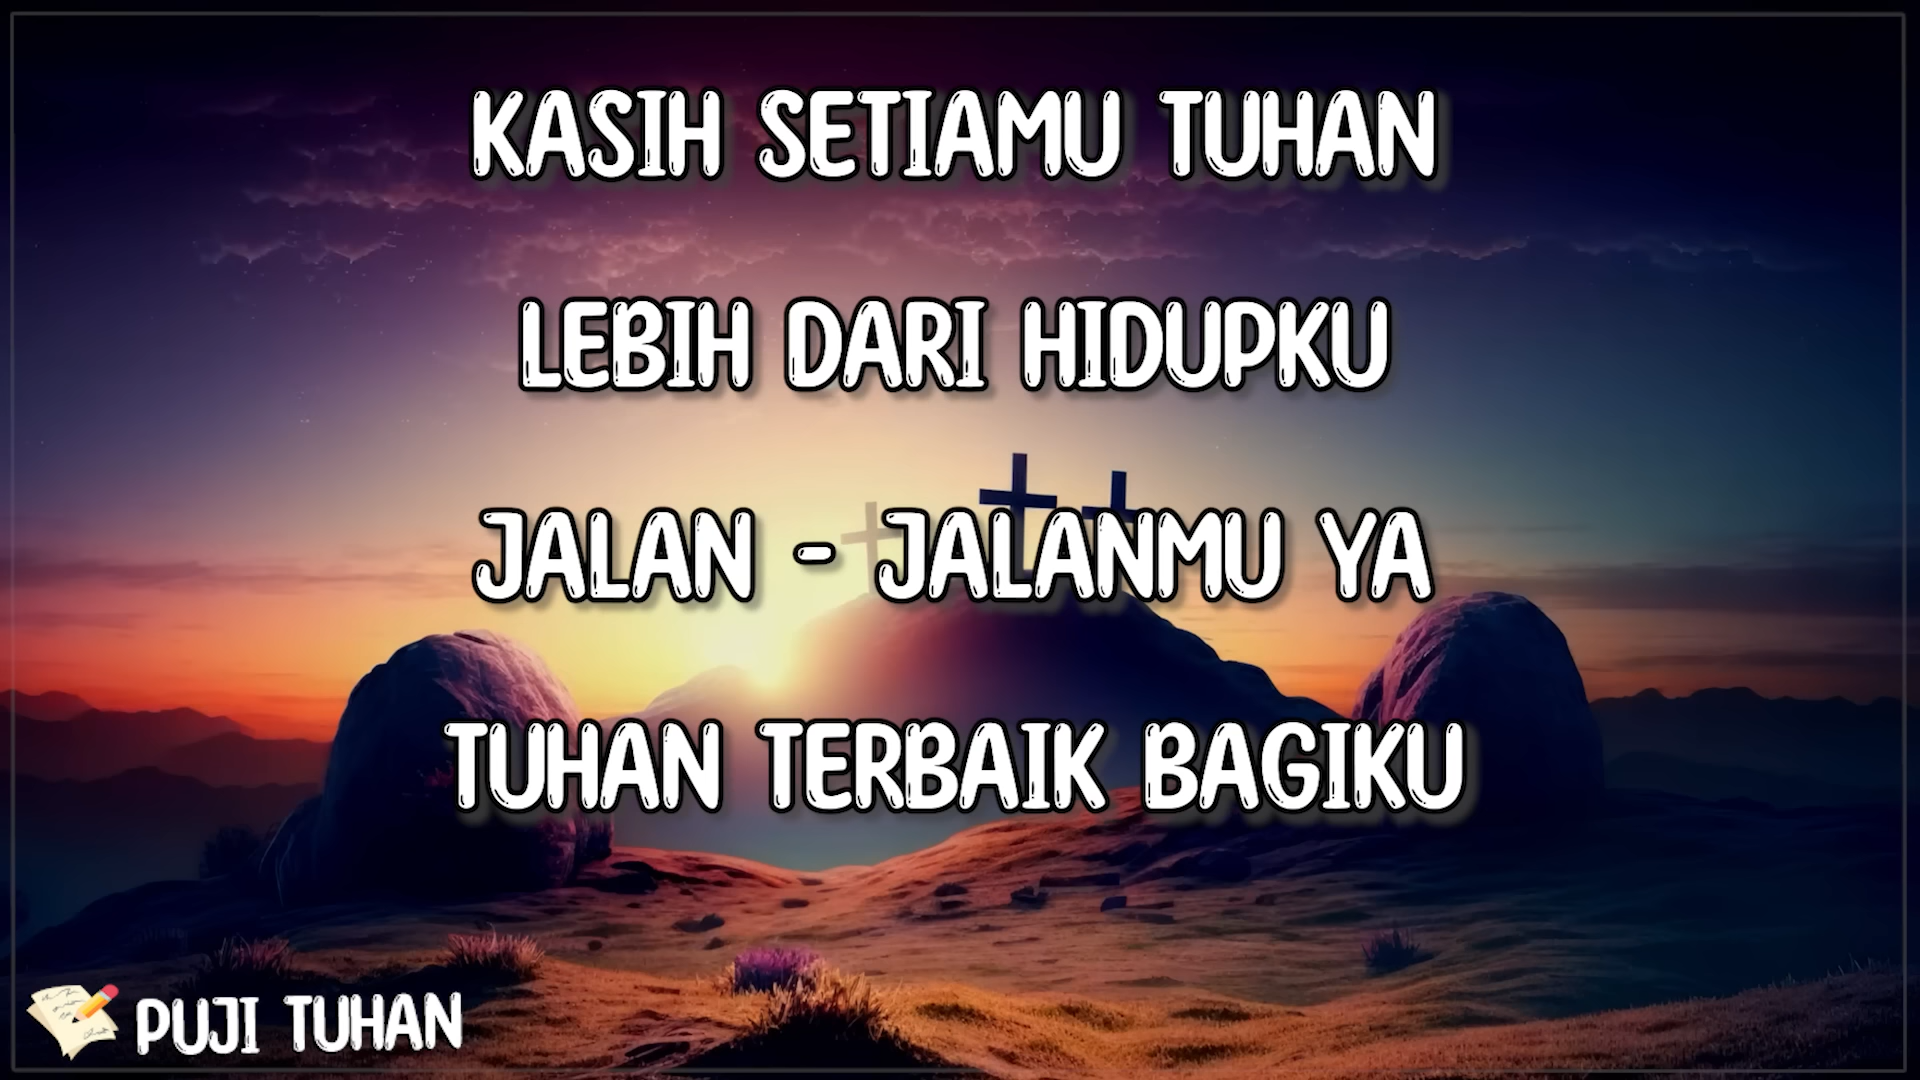 KASIH SETIAMU TUHAN
LEBIH DARI HIDUPKU
JALAN - JALANMU YA
TUHAN TERBAIK BAGIKU
PUJI TUHAN